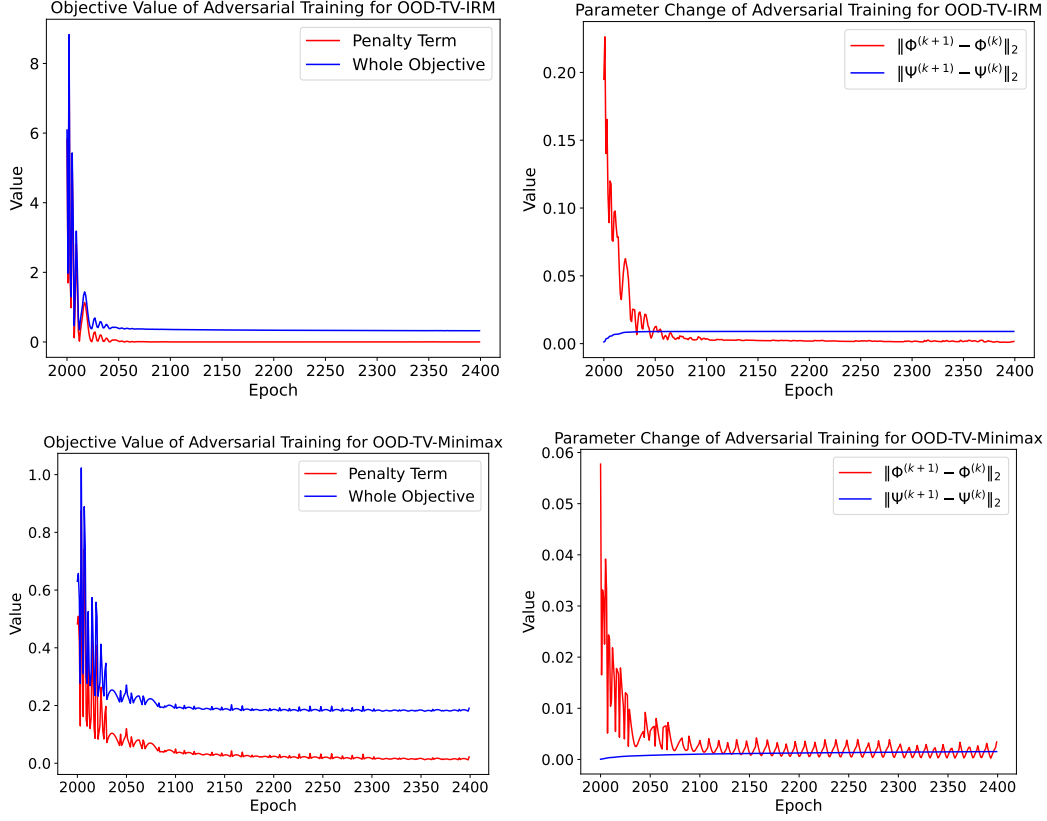 Objective Value of Adversarial Training for OOD-TV-IRM
Penalty Term
Whole Objective
Value
8
6
4
2
0
2000 2050 2100 2150 2200 2250 2300 2350 2400
Epoch
Parameter Change of Adversarial Training for OOD-TV-IRM
‖Φ^(k+1) − Φ^(k)‖₂
‖Ψ^(k+1) − Ψ^(k)‖₂
Value
0.20
0.15
0.10
0.05
0.00
2000 2050 2100 2150 2200 2250 2300 2350 2400
Epoch
Objective Value of Adversarial Training for OOD-TV-Minimax
Penalty Term
Whole Objective
Value
1.0
0.8
0.6
0.4
0.2
0.0
2000 2050 2100 2150 2200 2250 2300 2350 2400
Epoch
Parameter Change of Adversarial Training for OOD-TV-Minimax
‖Φ^(k+1) − Φ^(k)‖₂
‖Ψ^(k+1) − Ψ^(k)‖₂
Value
0.06
0.05
0.04
0.03
0.02
0.01
0.00
2000 2050 2100 2150 2200 2250 2300 2350 2400
Epoch